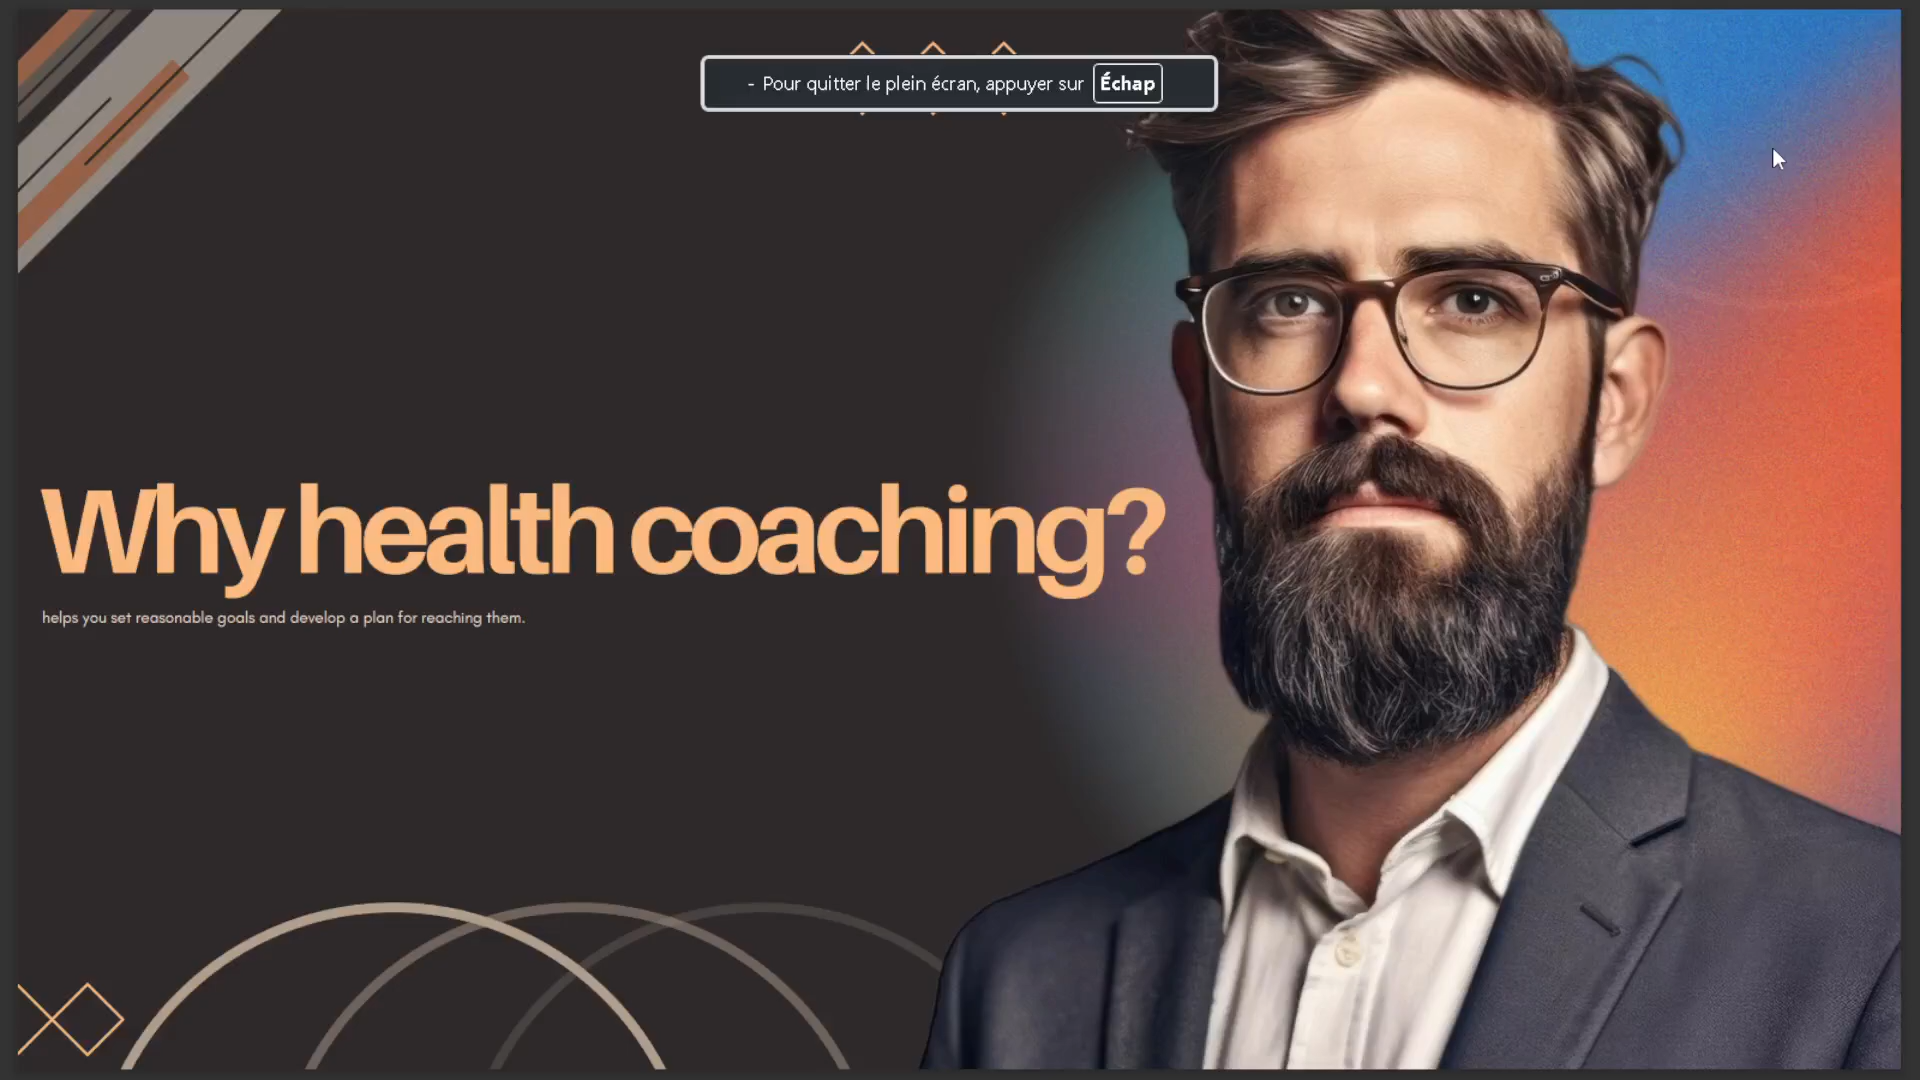 - Pour quitter le plein écran, appuyer sur Échap
Why health coaching?
helps you set reasonable goals and develop a plan for reaching them.